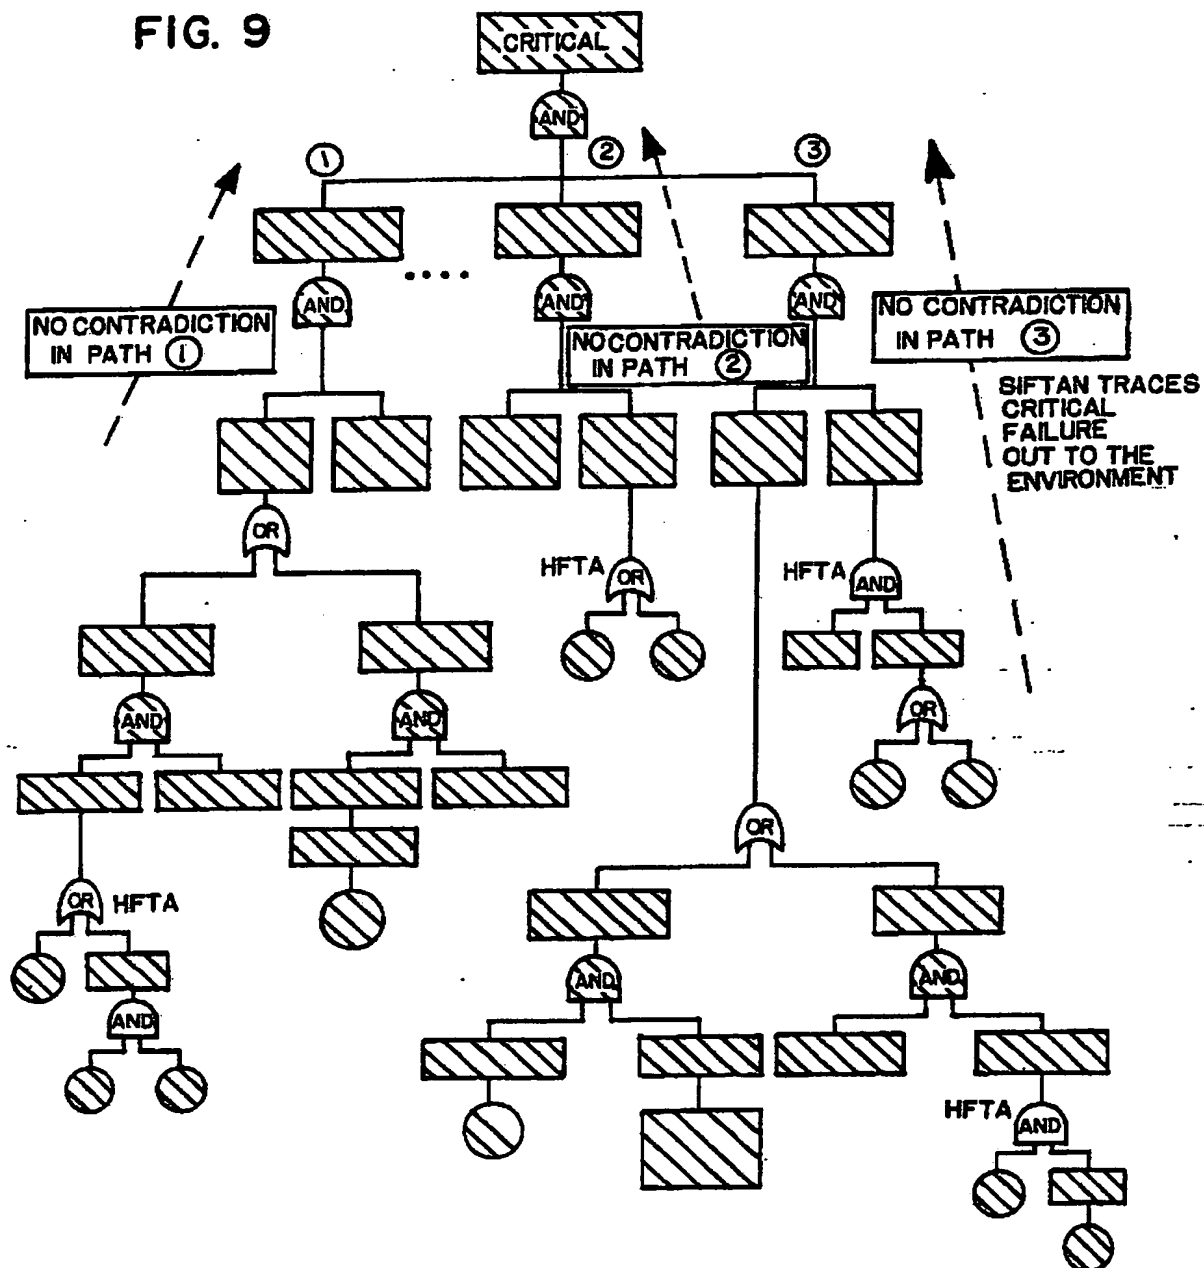 FIG. 9
CRITICAL
AND
1
2
3
AND
AND
AND
NO CONTRADICTION
IN PATH 1
NO CONTRADICTION
IN PATH 2
NO CONTRADICTION
IN PATH 3
SIFTAN TRACES
CRITICAL
FAILURE
OUT TO THE
ENVIRONMENT
OR
HFTA
OR
HFTA
AND
AND
AND
OR
OR
OR
HFTA
AND
AND
AND
HFTA
AND